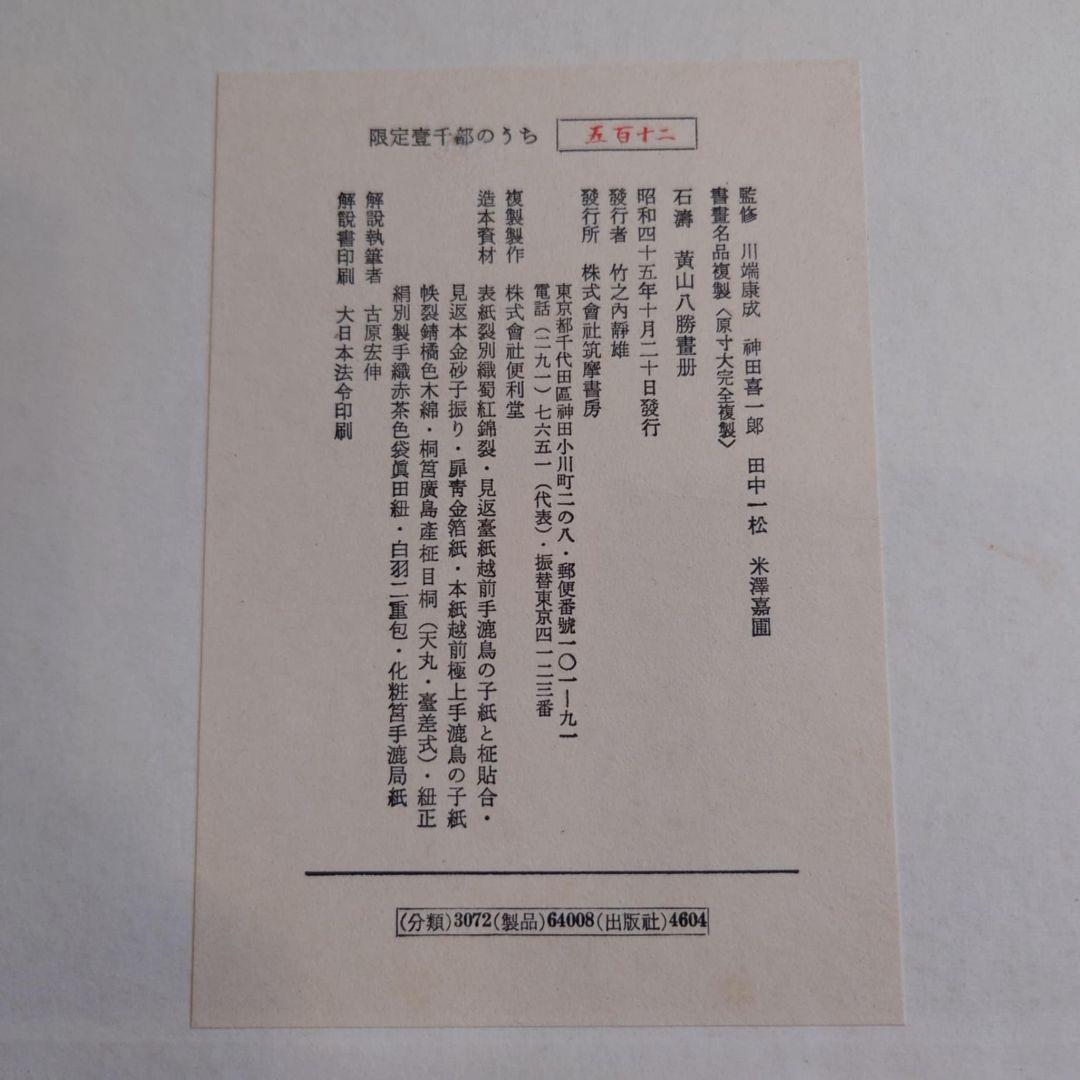 限定壹千部のうち 五百十二
監修 川端康成 神田喜一郎 田中一松 米澤嘉圃
書畫名品複製〈原寸大完全複製〉
石濤 黃山八勝畫册
昭和四十五年十月二十日發行
發行者 竹之內靜雄
發行所 株式會社筑摩書房
東京都千代田區神田小川町二の八・郵便番號一〇一―九一
電話(二九一)七六五一(代表)・振替東京四一二三番
複製製作 株式會社便利堂
造本資材 表紙裂別織蜀紅錦裂・見返臺紙越前手漉鳥の子紙と柾貼合・
見返本金砂子振り・扉靑金箔紙・本紙越前極上手漉鳥の子紙
帙裂錆橘色木綿・桐筥廣島產柾目桐(天丸・臺差式)・紐正
絹別製手織赤茶色袋眞田紐・白羽二重包・化粧筥手漉局紙
解說執筆者 古原宏伸
解說書印刷 大日本法令印刷
(分類)3072(製品)64008(出版社)4604